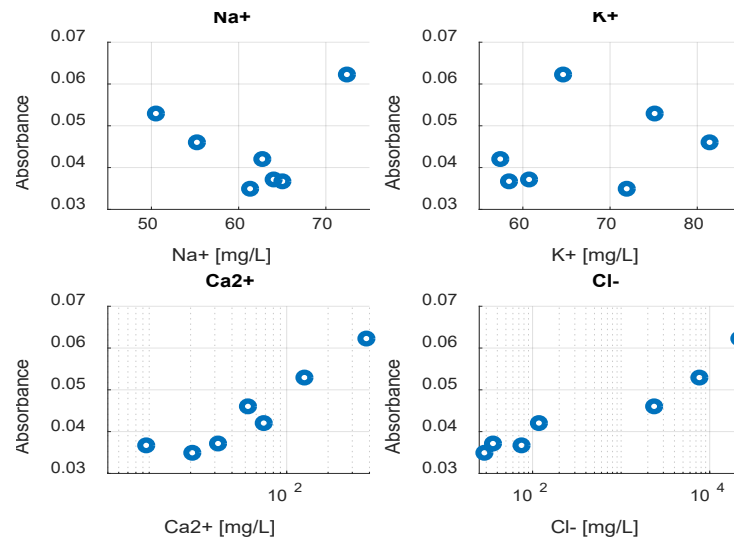 Na+
0.07
0.06
0.05
0.04
0.03
Absorbance
50 60 70
Na+ [mg/L]
K+
0.07
0.06
0.05
0.04
0.03
Absorbance
60 70 80
K+ [mg/L]
Ca2+
0.07
0.06
0.05
0.04
0.03
Absorbance
10 2
Ca2+ [mg/L]
Cl-
0.07
0.06
0.05
0.04
0.03
Absorbance
10 2 10 4
Cl- [mg/L]